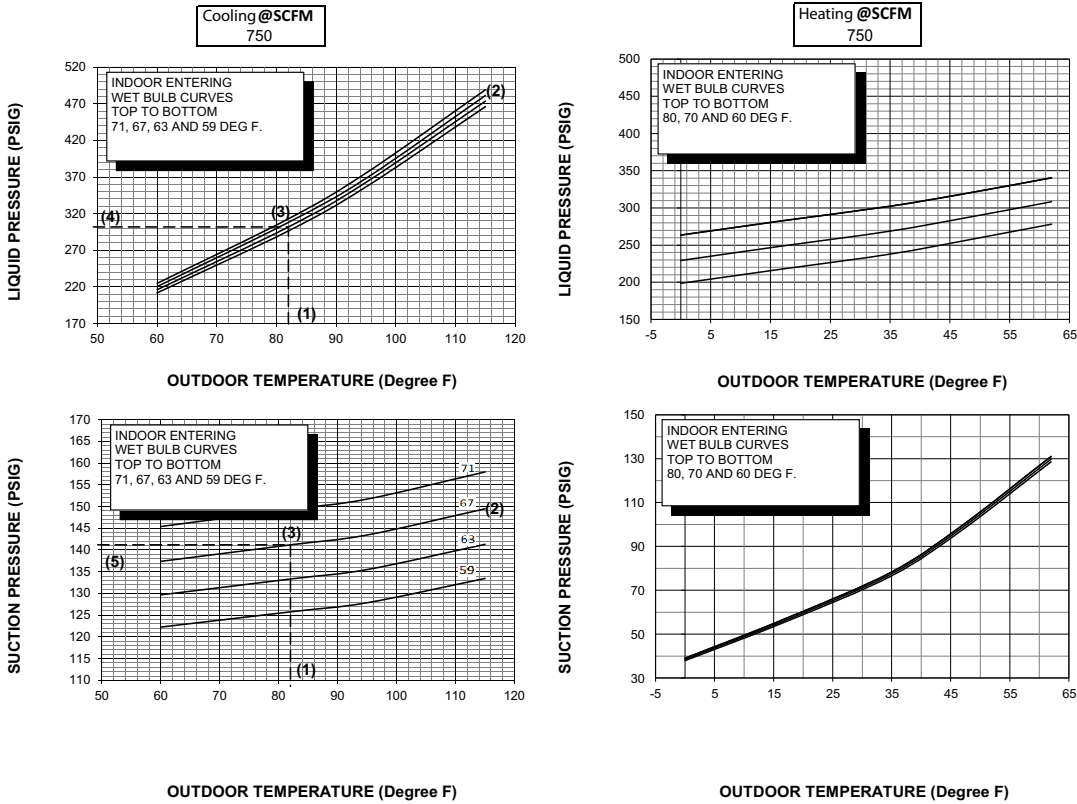 Cooling @SCFM
750
Heating @SCFM
750
LIQUID PRESSURE (PSIG)
520
470
420
370
320
270
220
170
INDOOR ENTERING
WET BULB CURVES
TOP TO BOTTOM
71, 67, 63 AND 59 DEG F.
(2)
(3)
(4)
(1)
50 60 70 80 90 100 110 120
OUTDOOR TEMPERATURE (Degree F)
LIQUID PRESSURE (PSIG)
500
450
400
350
300
250
200
150
INDOOR ENTERING
WET BULB CURVES
TOP TO BOTTOM
80, 70 AND 60 DEG F.
-5 5 15 25 35 45 55 65
OUTDOOR TEMPERATURE (Degree F)
SUCTION PRESSURE (PSIG)
170
165
160
155
150
145
140
135
130
125
120
115
110
INDOOR ENTERING
WET BULB CURVES
TOP TO BOTTOM
71, 67, 63 AND 59 DEG F.
71
67
(2)
(3)
63
(5)
59
(1)
50 60 70 80 90 100 110 120
OUTDOOR TEMPERATURE (Degree F)
SUCTION PRESSURE (PSIG)
150
130
110
90
70
50
30
INDOOR ENTERING
WET BULB CURVES
TOP TO BOTTOM
80, 70 AND 60 DEG F.
-5 5 15 25 35 45 55 65
OUTDOOR TEMPERATURE (Degree F)